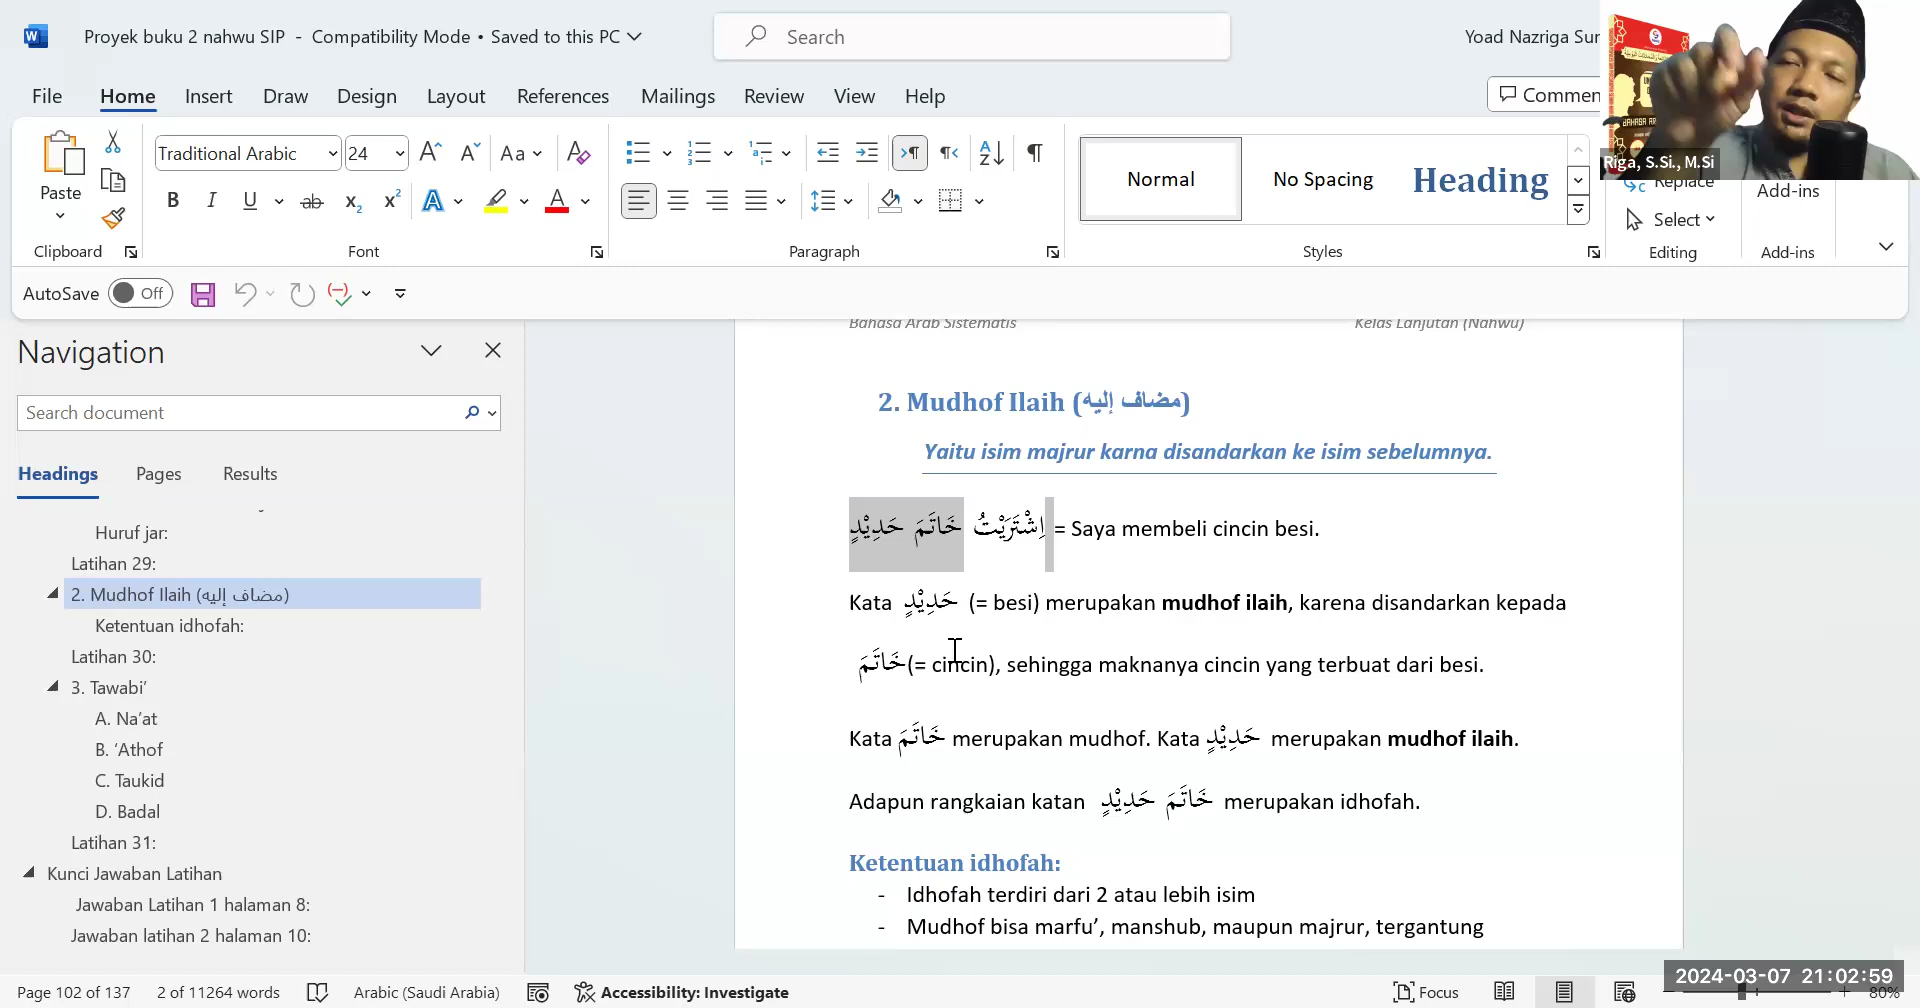 Proyek buku 2 nahwu SIP - Compatibility Mode • Saved to this PC
Search
Yoad Nazriga Sur
File Home Insert Draw Design Layout References Mailings Review View Help
Commen
Paste
Clipboard
Traditional Arabic 24
Font
Paragraph
Normal
No Spacing
Heading
Styles
Riga, S.Si., M.Si
Replace
Select
Editing
Add-ins
Add-ins
AutoSave Off
Navigation
Search document
Headings Pages Results
Huruf jar:
Latihan 29:
2. Mudhof Ilaih (مضاف إليه)
Ketentuan idhofah:
Latihan 30:
3. Tawabi’
A. Na’at
B. ‘Athof
C. Taukid
D. Badal
Latihan 31:
Kunci Jawaban Latihan
Jawaban Latihan 1 halaman 8:
Jawaban latihan 2 halaman 10:
Bahasa Arab Sistematis Kelas Lanjutan (Nahwu)
2. Mudhof Ilaih (مضاف إليه)
Yaitu isim majrur karna disandarkan ke isim sebelumnya.
اِشْتَرَيْتُ خَاتَمَ حَدِيْدٍ = Saya membeli cincin besi.
Kata حَدِيْدٍ (= besi) merupakan mudhof ilaih, karena disandarkan kepada
خَاتَمَ (= cincin), sehingga maknanya cincin yang terbuat dari besi.
Kata خَاتَمَ merupakan mudhof. Kata حَدِيْدٍ merupakan mudhof ilaih.
Adapun rangkaian katan خَاتَمَ حَدِيْدٍ merupakan idhofah.
Ketentuan idhofah:
- Idhofah terdiri dari 2 atau lebih isim
- Mudhof bisa marfu’, manshub, maupun majrur, tergantung
Page 102 of 137 2 of 11264 words Arabic (Saudi Arabia) Accessibility: Investigate
Focus
80%
2024-03-07 21:02:59